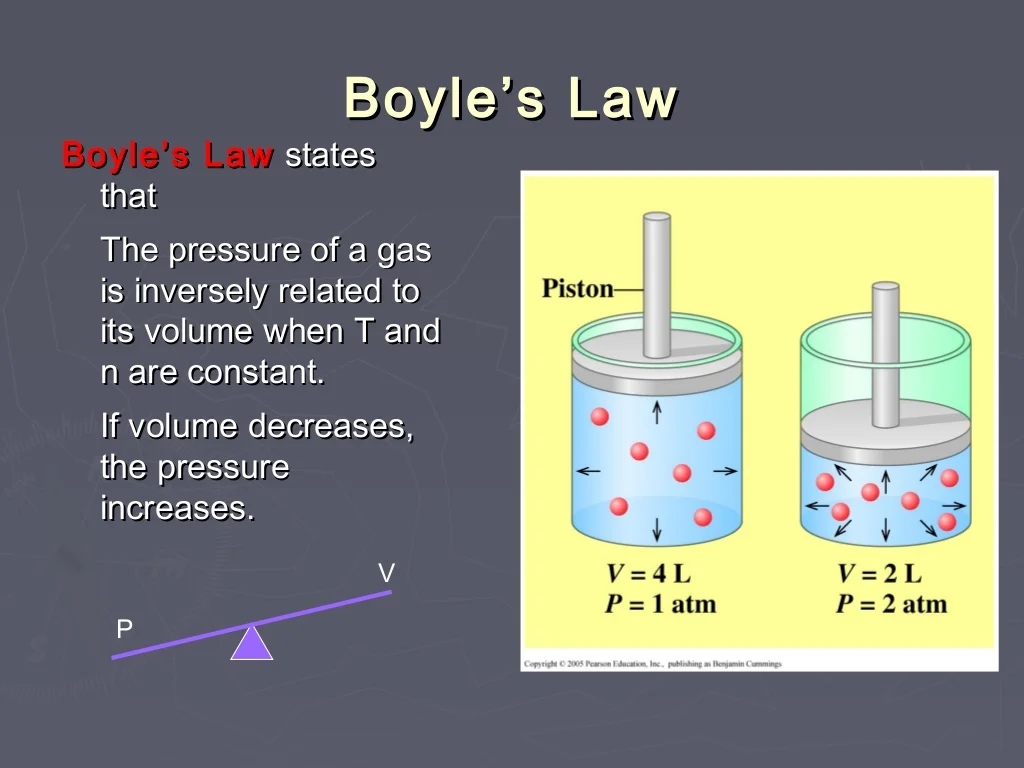 Boyle’s Law
Boyle’s Law states
that
The pressure of a gas
is inversely related to
its volume when T and
n are constant.
If volume decreases,
the pressure
increases.
V
P
Piston
V = 4 L
P = 1 atm
V = 2 L
P = 2 atm
Copyright © 2005 Pearson Education, Inc., publishing as Benjamin Cummings